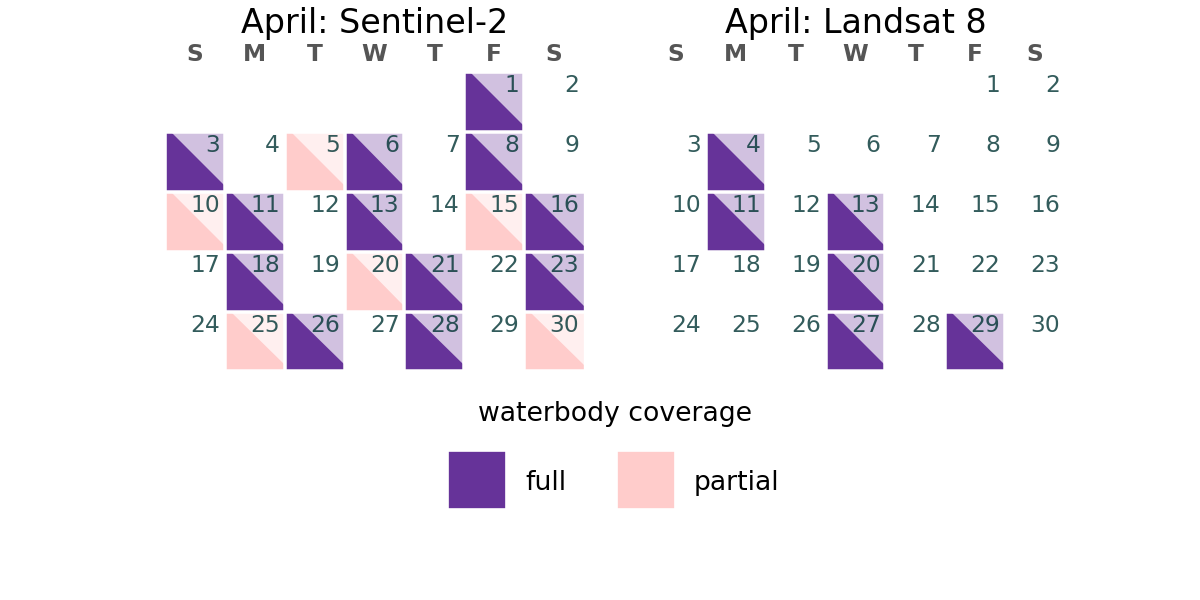 April: Sentinel-2
S M T W T F S
1 2
3 4 5 6 7 8 9
10 11 12 13 14 15 16
17 18 19 20 21 22 23
24 25 26 27 28 29 30
April: Landsat 8
S M T W T F S
1 2
3 4 5 6 7 8 9
10 11 12 13 14 15 16
17 18 19 20 21 22 23
24 25 26 27 28 29 30
waterbody coverage
full partial